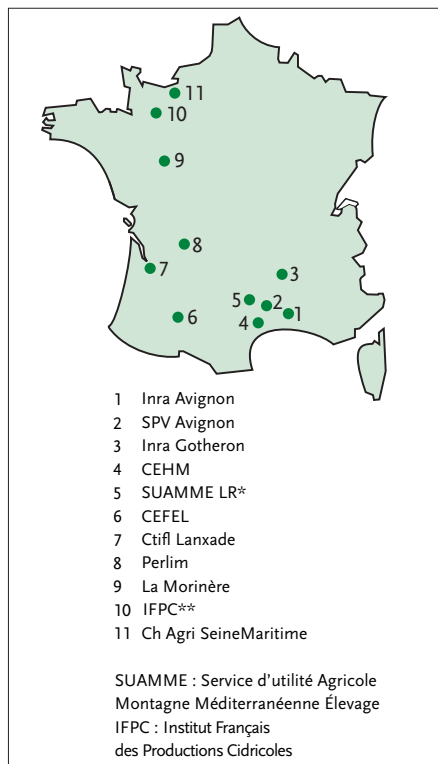 11
10
9
8
7
3
5
2
1
6
4
1 Inra Avignon
2 SPV Avignon
3 Inra Gotheron
4 CEHM
5 SUAMME LR*
6 CEFEL
7 Ctifl Lanxade
8 Perlim
9 La Morinère
10 IFPC**
11 Ch Agri SeineMaritime
SUAMME : Service d'utilité Agricole
Montagne Méditerranéenne Élevage
IFPC : Institut Français
des Productions Cidricoles